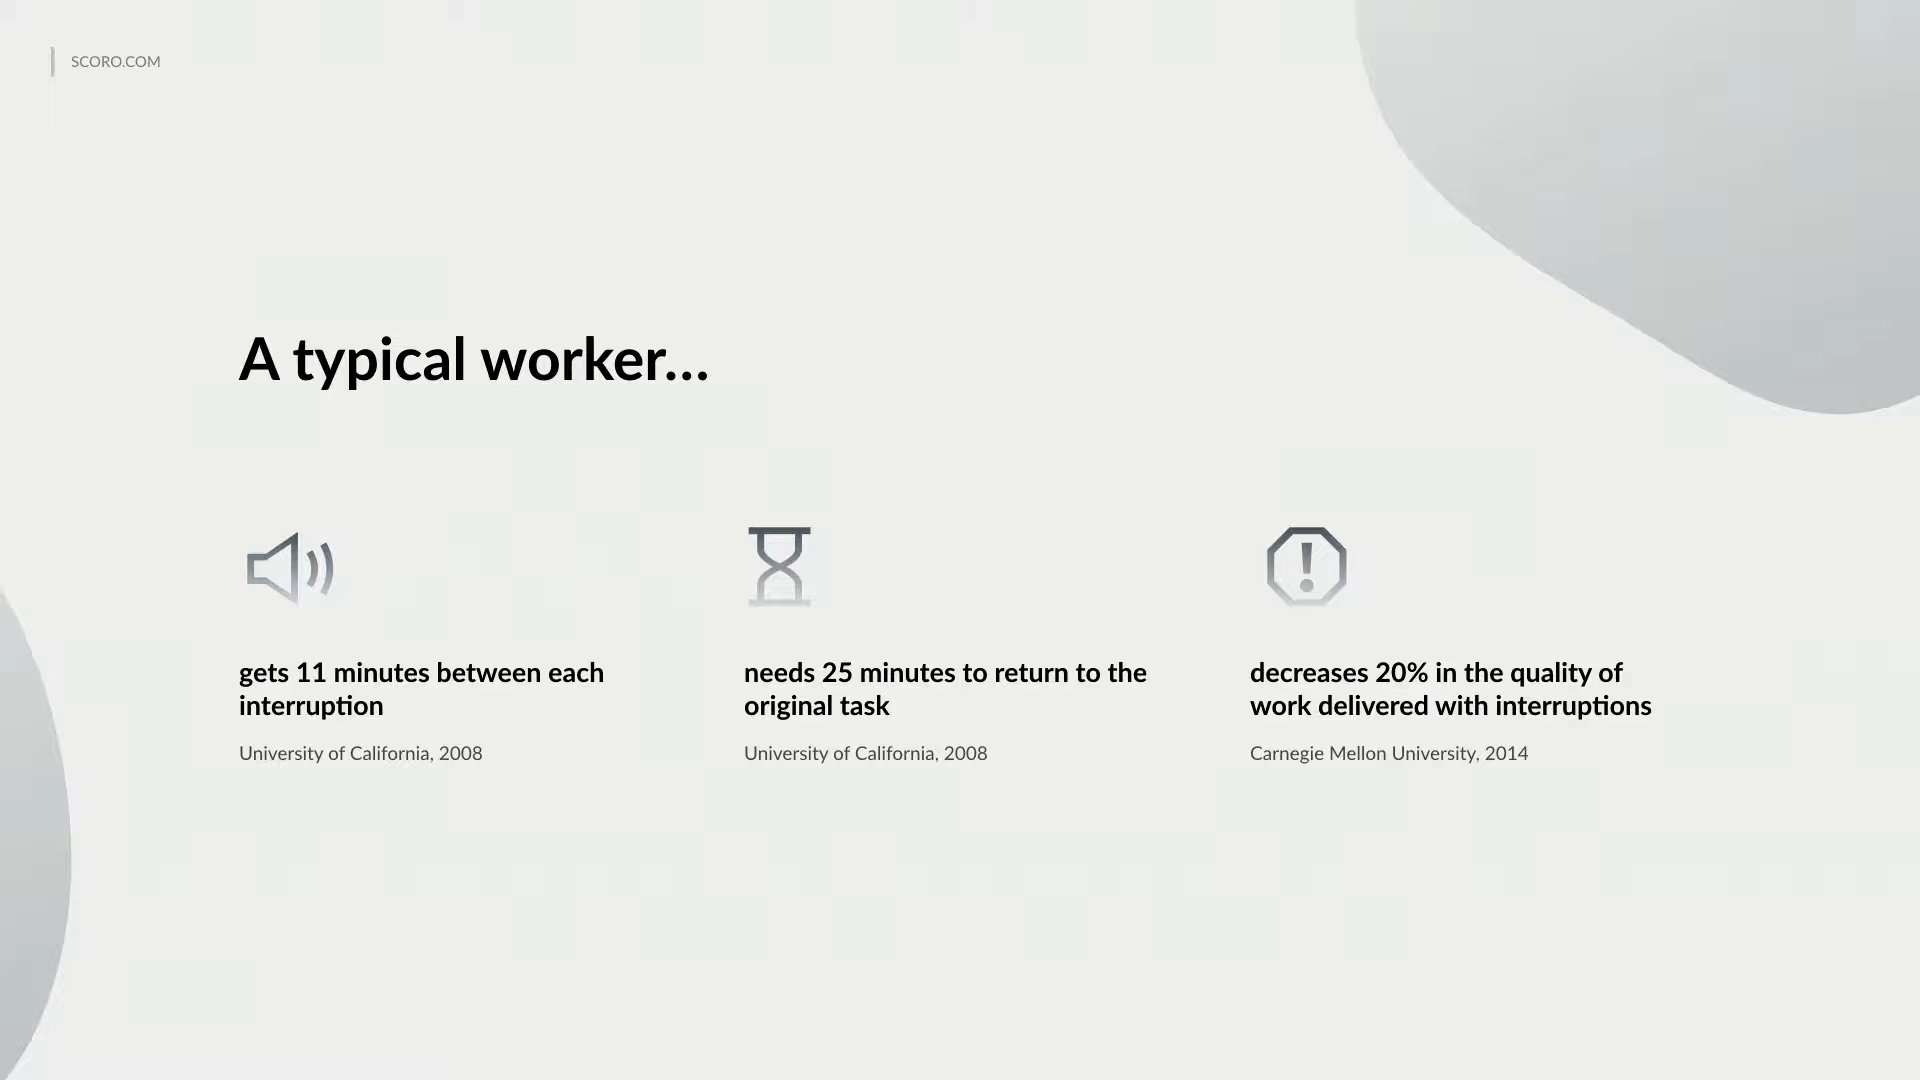 SCORO.COM
A typical worker...
gets 11 minutes between each
interruption
University of California, 2008
needs 25 minutes to return to the
original task
University of California, 2008
decreases 20% in the quality of
work delivered with interruptions
Carnegie Mellon University, 2014